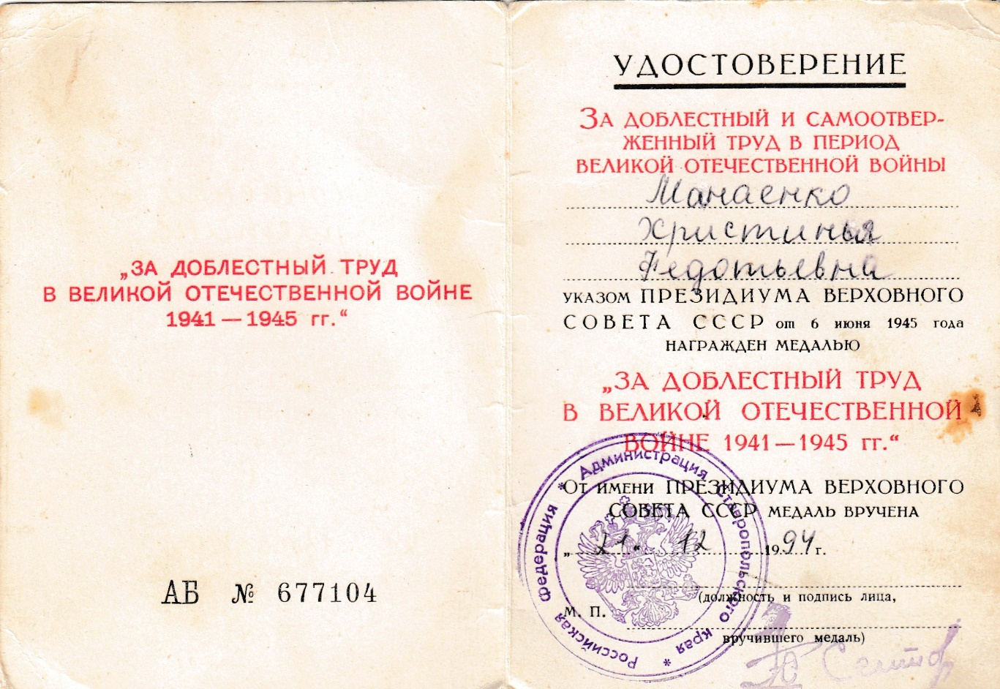 „ЗА ДОБЛЕСТНЫЙ ТРУД
В ВЕЛИКОЙ ОТЕЧЕСТВЕННОЙ ВОЙНЕ
1941 — 1945 гг.“
АБ № 677104
УДОСТОВЕРЕНИЕ
ЗА ДОБЛЕСТНЫЙ И САМООТВЕР-
ЖЕННЫЙ ТРУД В ПЕРИОД
ВЕЛИКОЙ ОТЕЧЕСТВЕННОЙ ВОЙНЫ
Манаенко
Христинья
Федотьевна
УКАЗОМ ПРЕЗИДИУМА ВЕРХОВНОГО
СОВЕТА СССР от 6 июня 1945 года
НАГРАЖДЕН МЕДАЛЬЮ
„ЗА ДОБЛЕСТНЫЙ ТРУД
В ВЕЛИКОЙ ОТЕЧЕСТВЕННОЙ
ВОЙНЕ 1941 — 1945 гг.“
От имени ПРЕЗИДИУМА ВЕРХОВНОГО
СОВЕТА СССР МЕДАЛЬ ВРУЧЕНА
„21“ 12 1994 г.
(должность и подпись лица,
М. П.
вручившего медаль)
* Администрация Ставропольского края * Российская Федерация